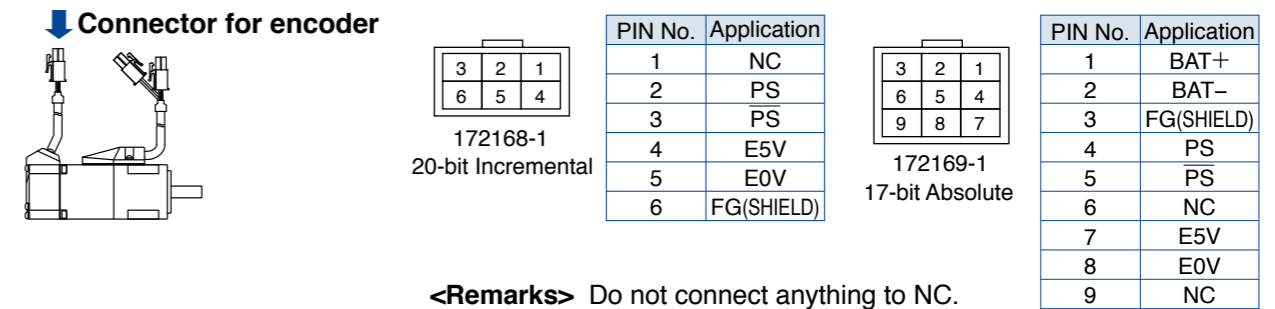 Connector for encoder
3 2 1
6 5 4
172168-1
20-bit Incremental
PIN No. Application
1 NC
2 PS
3 P̅S̅
4 E5V
5 E0V
6 FG(SHIELD)
3 2 1
6 5 4
9 8 7
172169-1
17-bit Absolute
PIN No. Application
1 BAT+
2 BAT−
3 FG(SHIELD)
4 PS
5 P̅S̅
6 NC
7 E5V
8 E0V
9 NC
<Remarks> Do not connect anything to NC.